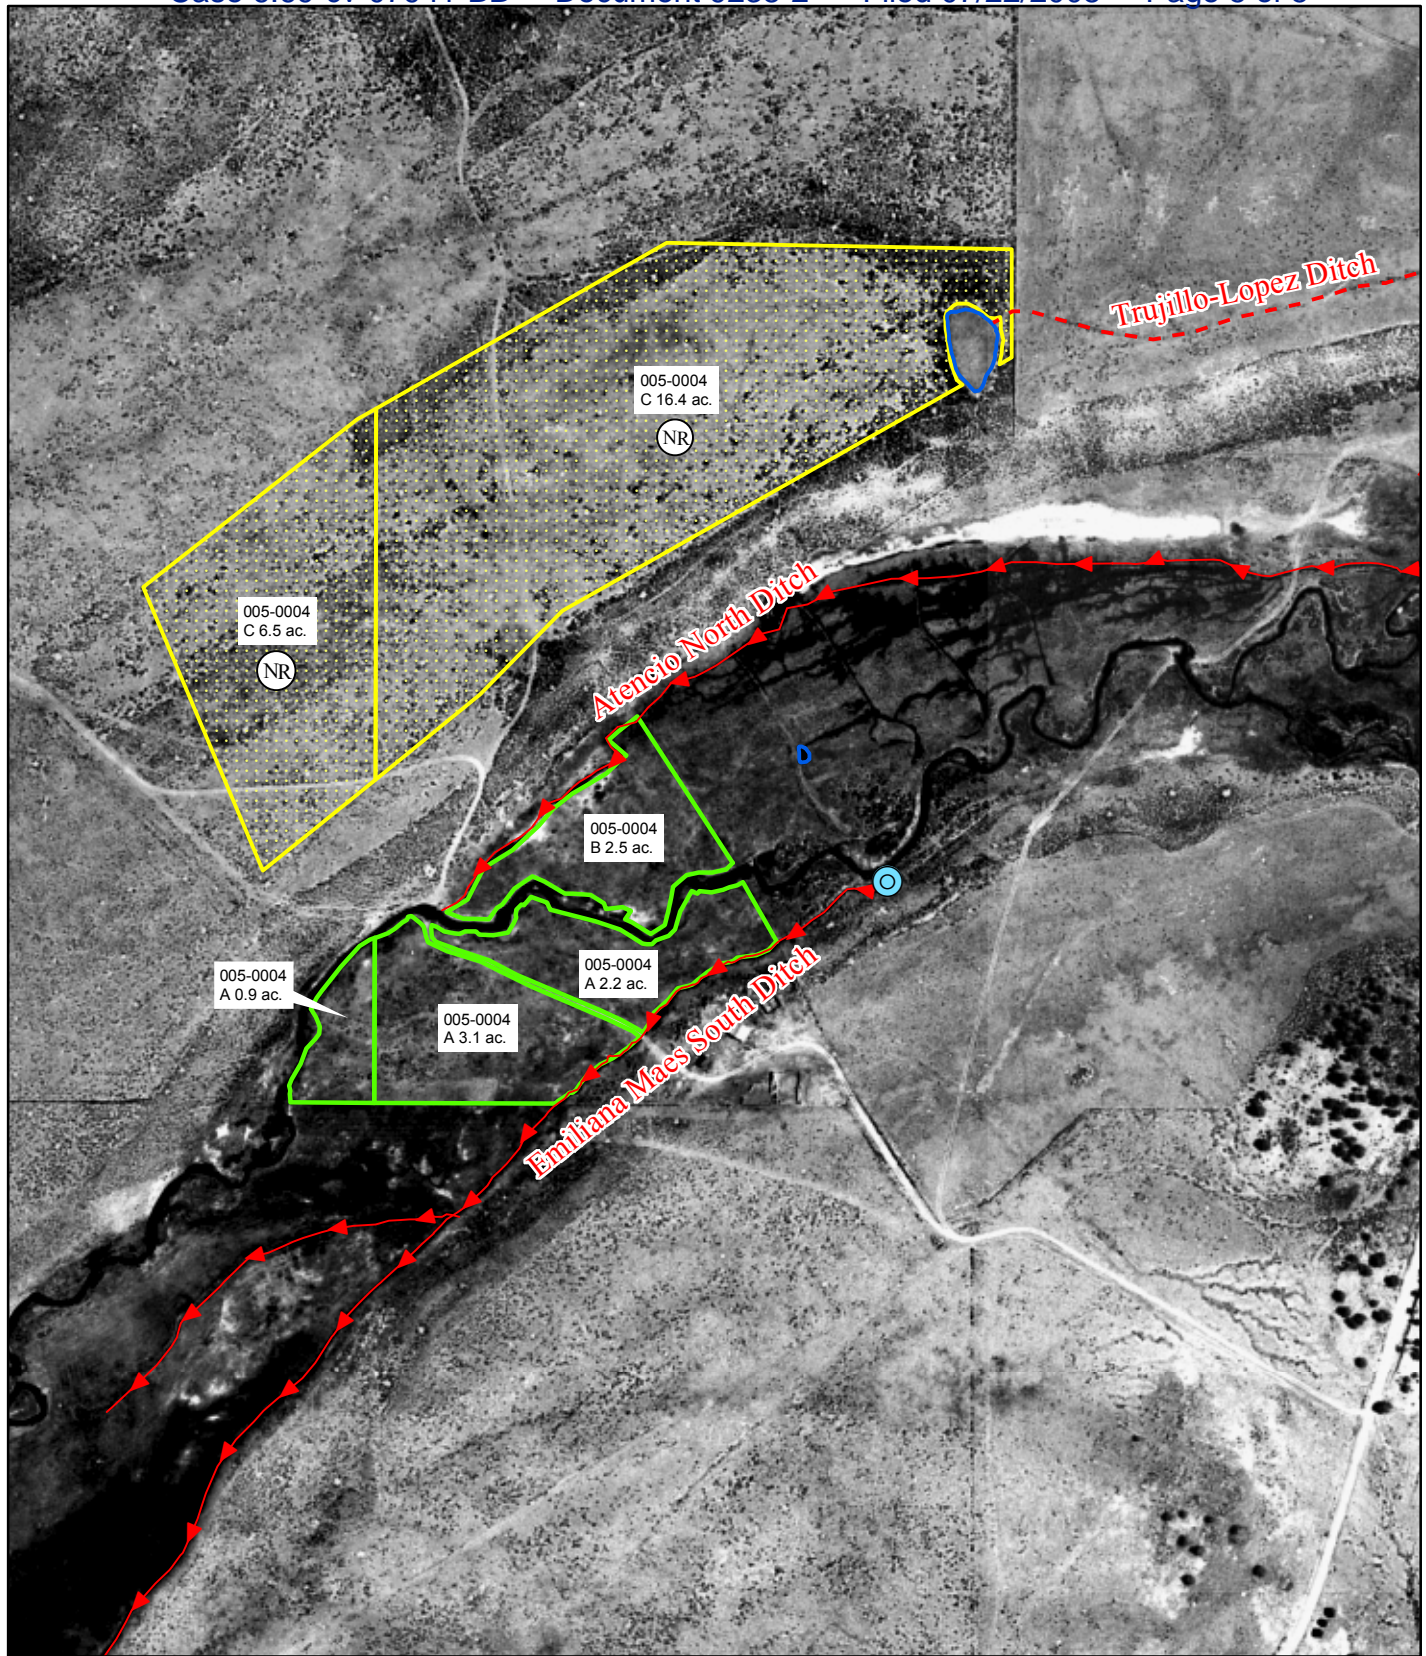 Trujillo-Lopez Ditch
005-0004
C 16.4 ac.
NR
005-0004
C 6.5 ac.
NR
Atencio North Ditch
005-0004
B 2.5 ac.
005-0004
A 2.2 ac.
005-0004
A 0.9 ac.
005-0004
A 3.1 ac.
Emiliana Maes South Ditch